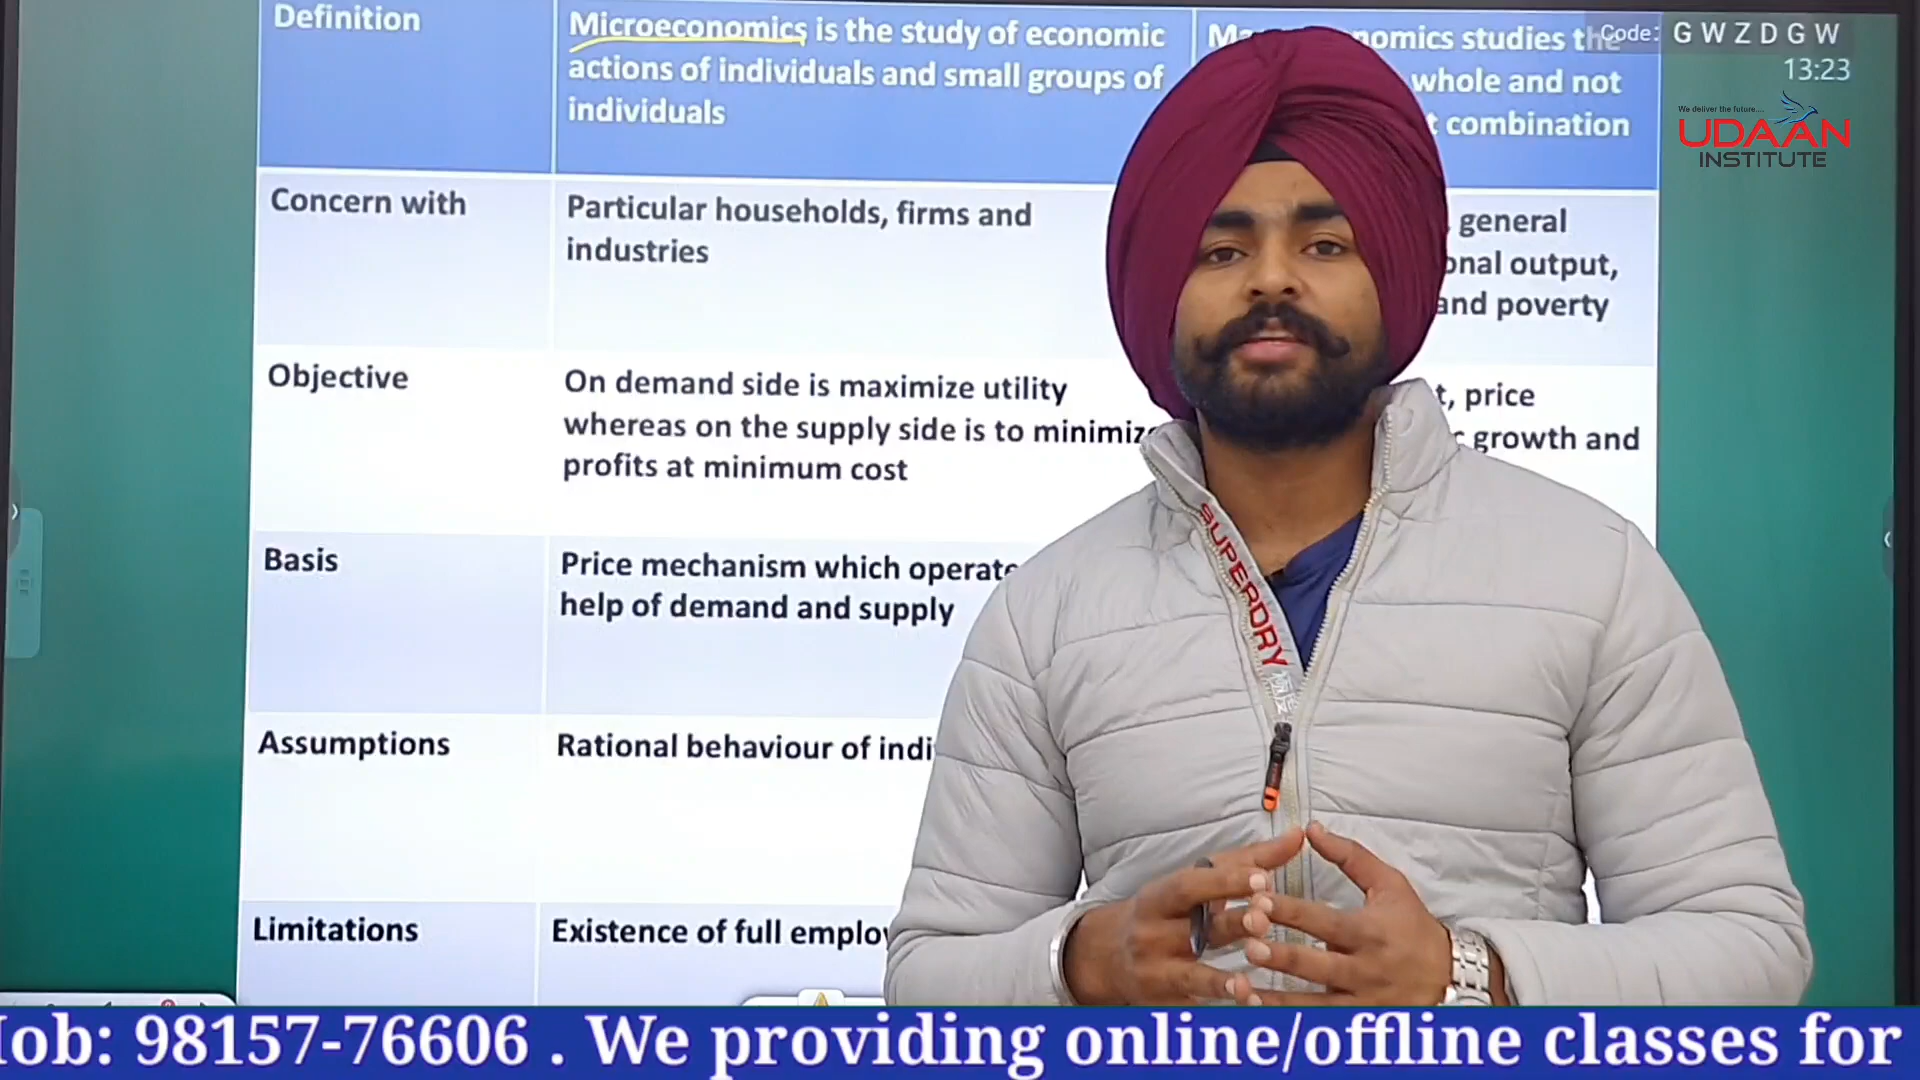 Definition
Microeconomics is the study of economic
actions of individuals and small groups of
individuals
studies
whole and not
combination
Code: GWZDGW
13:23
We deliver the future....
UDAAN
INSTITUTE
Concern with
Particular households, firms and
industries
general
output,
and poverty
Objective
On demand side is maximize utility
whereas on the supply side is to minimize
profits at minimum cost
price
growth and
Basis
Price mechanism which
help of demand and supply
Assumptions
Rational behaviour of
Limitations
Existence of full
SUPERDRY
98157-76606 . We providing online/offline classes for